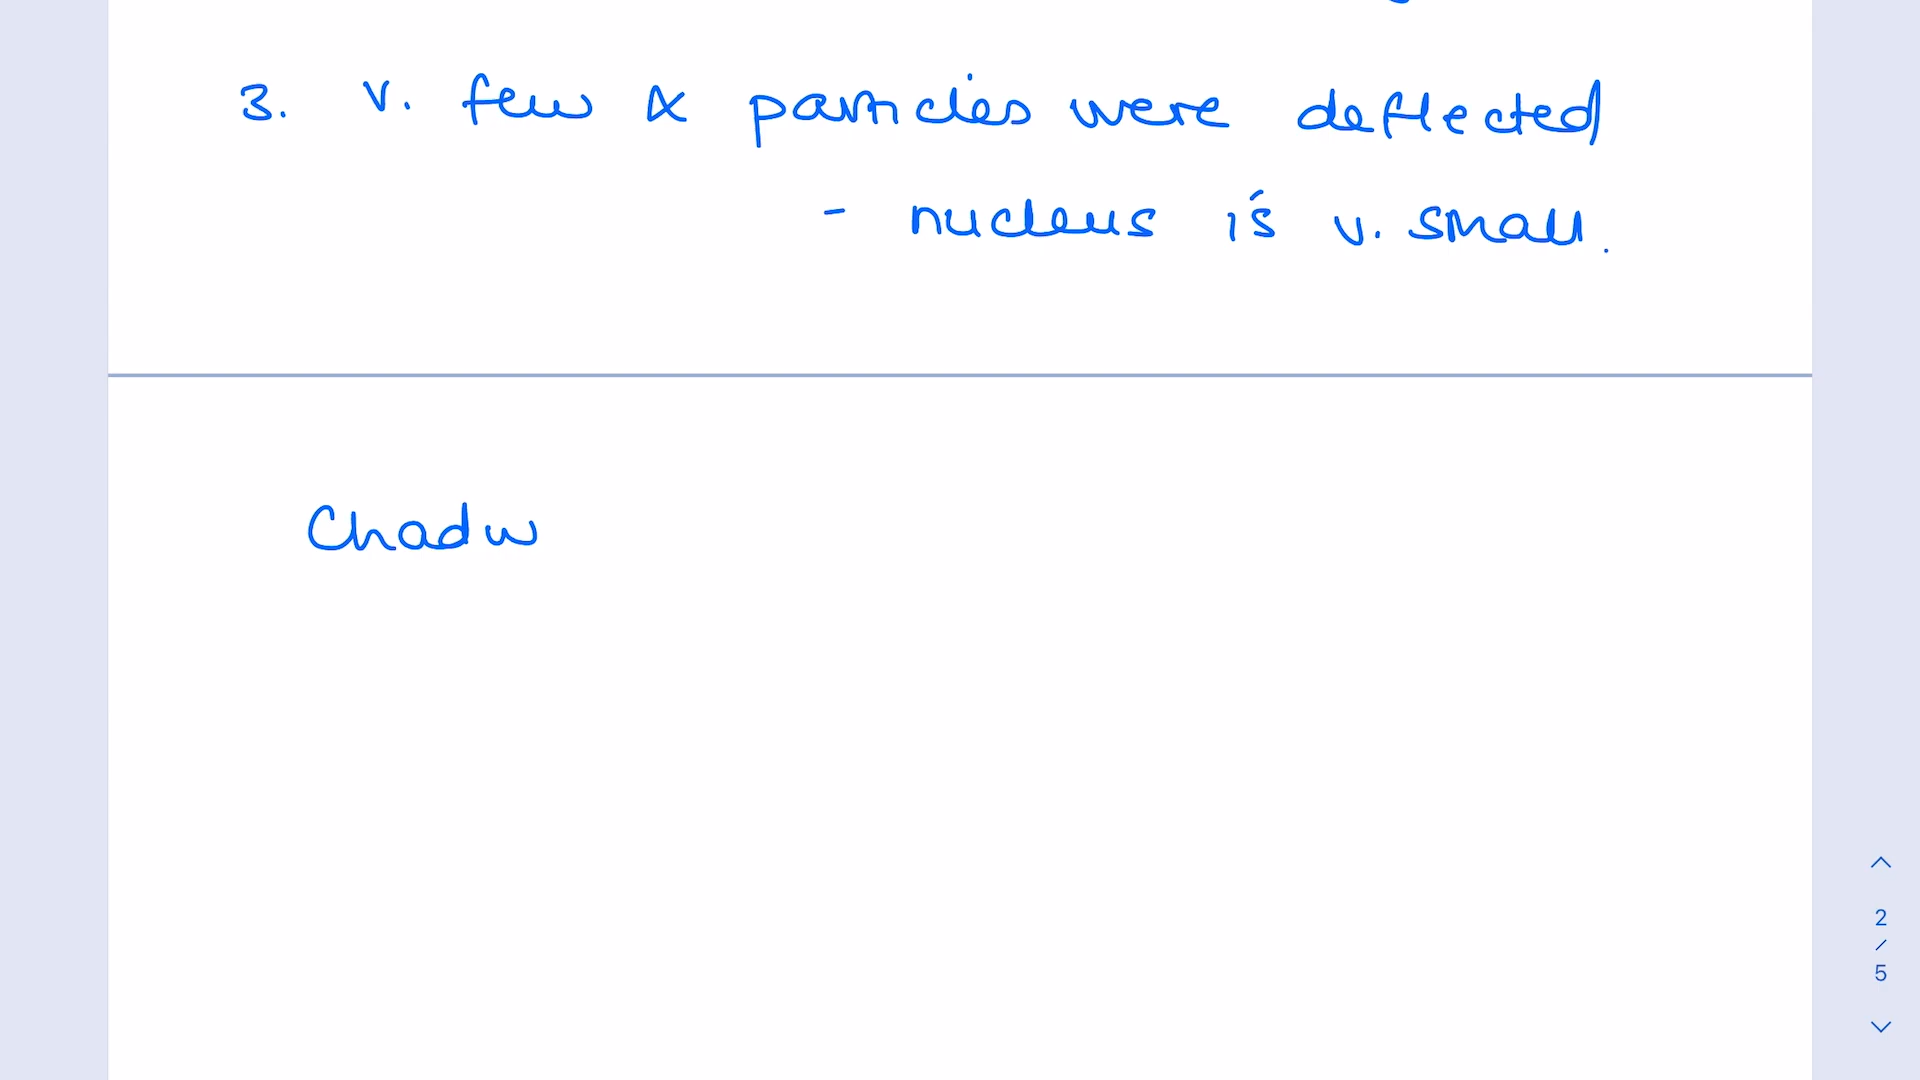 3. v. few α particles were deflected
- nucleus is v. small.
Chadw
2
/
5